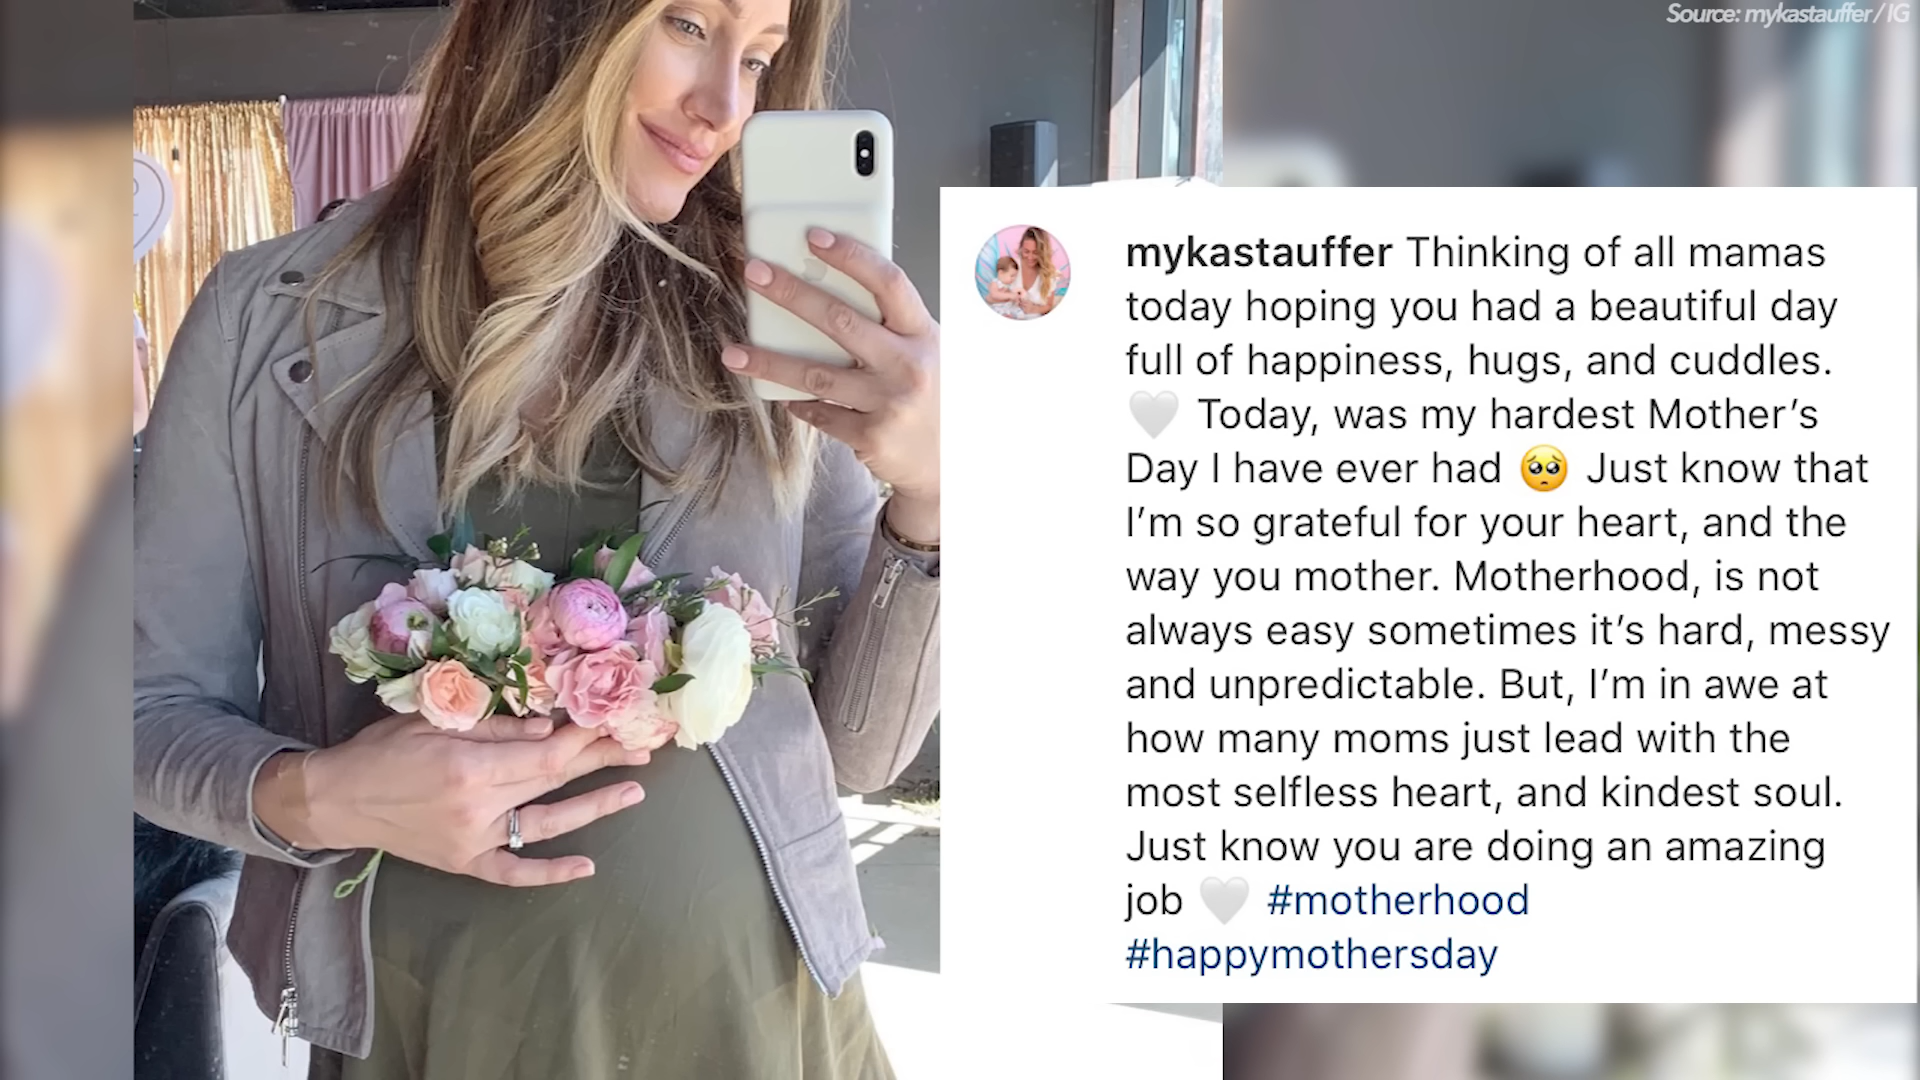 Source: mykastauffer / IG
mykastauffer Thinking of all mamas
today hoping you had a beautiful day
full of happiness, hugs, and cuddles.
🤍 Today, was my hardest Mother’s
Day I have ever had 🥺 Just know that
I’m so grateful for your heart, and the
way you mother. Motherhood, is not
always easy sometimes it’s hard, messy
and unpredictable. But, I’m in awe at
how many moms just lead with the
most selfless heart, and kindest soul.
Just know you are doing an amazing
job 🤍 #motherhood
#happymothersday